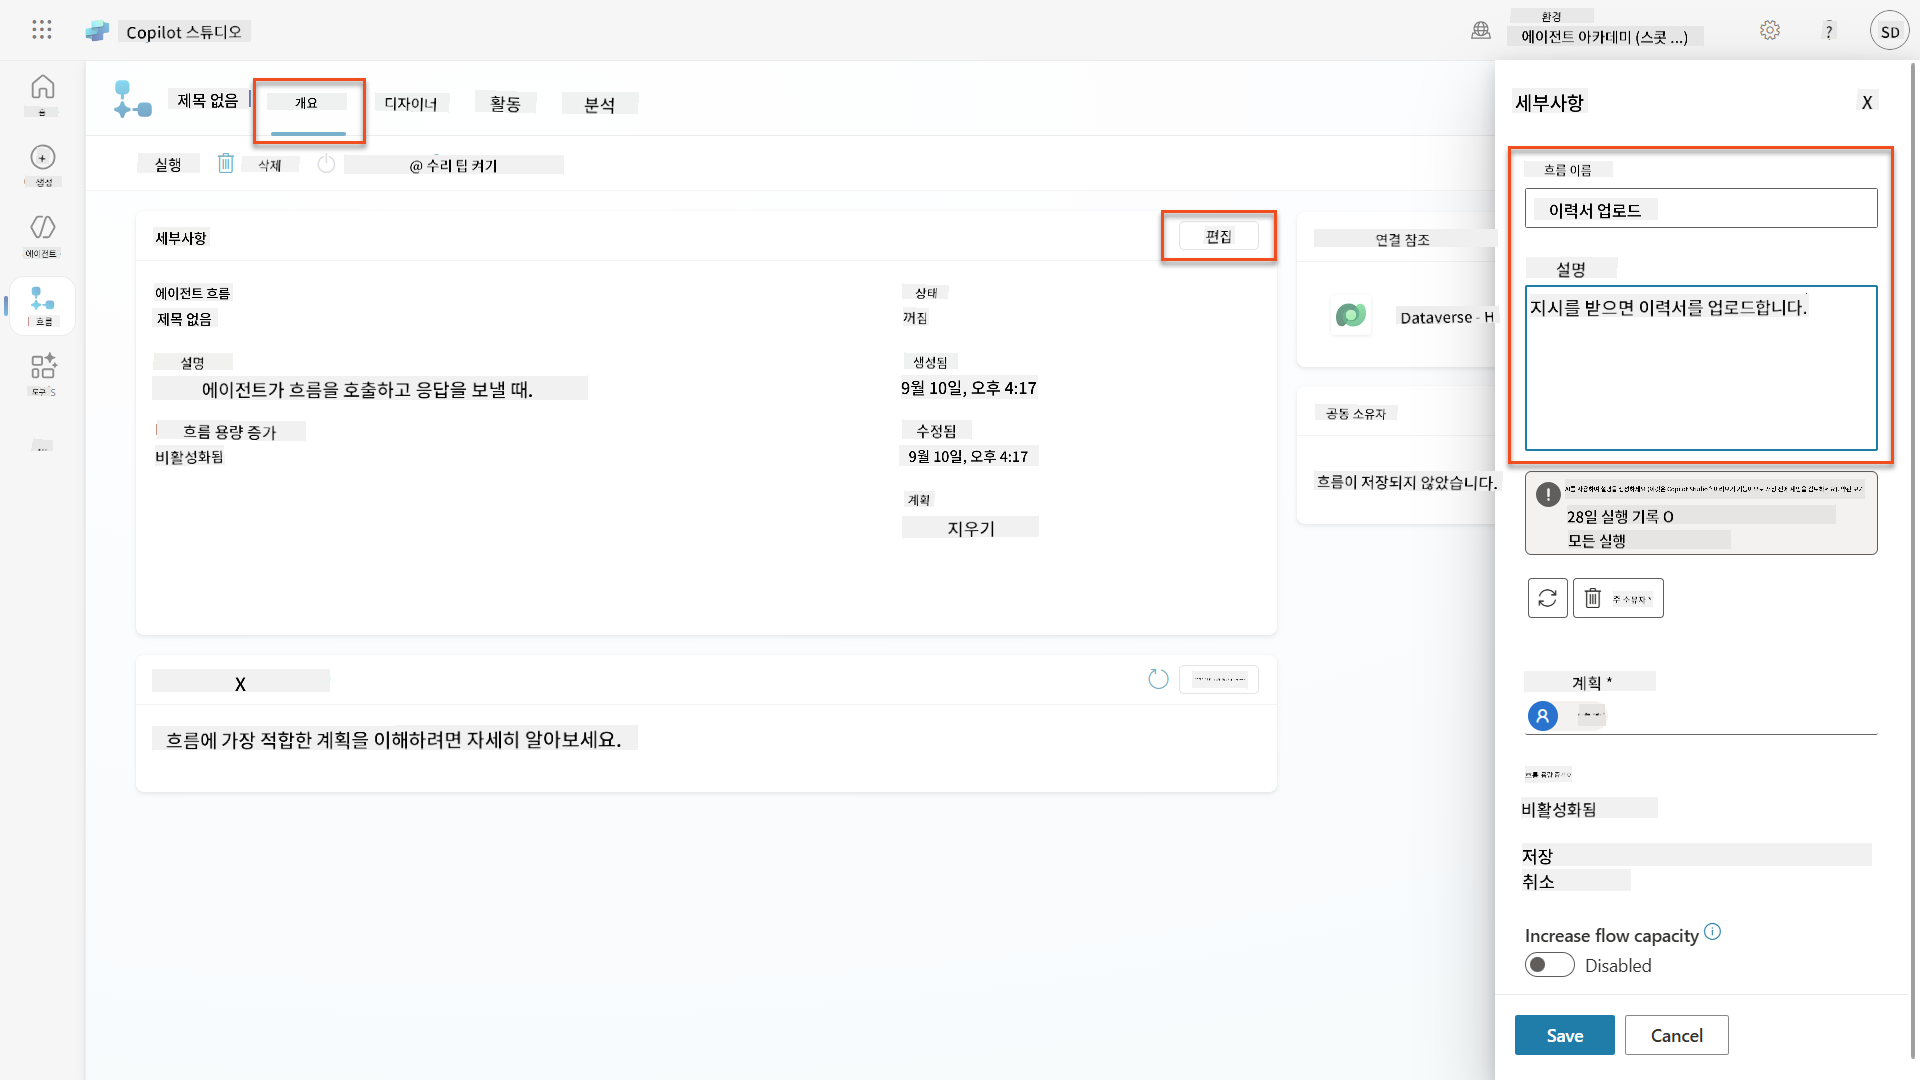 Copilot 스튜디오
환경
에이전트 아카데미 (스콧 ...)
?
SD
홈
생성
에이전트
흐름
도구 S
제목 없음
개요
디자이너
활동
분석
실행
삭제
@ 수리 팁 켜기
세부사항
편집
에이전트 흐름
제목 없음
설명
에이전트가 흐름을 호출하고 응답을 보낼 때.
흐름 용량 증가
비활성화됨
상태
꺼짐
생성됨
9월 10일, 오후 4:17
수정됨
9월 10일, 오후 4:17
계획
지우기
X
흐름에 가장 적합한 계획을 이해하려면 자세히 알아보세요.
연결 참조
Dataverse - H
공동 소유자
흐름이 저장되지 않았습니다.
세부사항
X
흐름 이름
이력서 업로드
설명
지시를 받으면 이력서를 업로드합니다.
28일 실행 기록 O
모든 실행
주 소유자 *
계획 *
비활성화됨
저장
취소
Increase flow capacity
Disabled
Save
Cancel